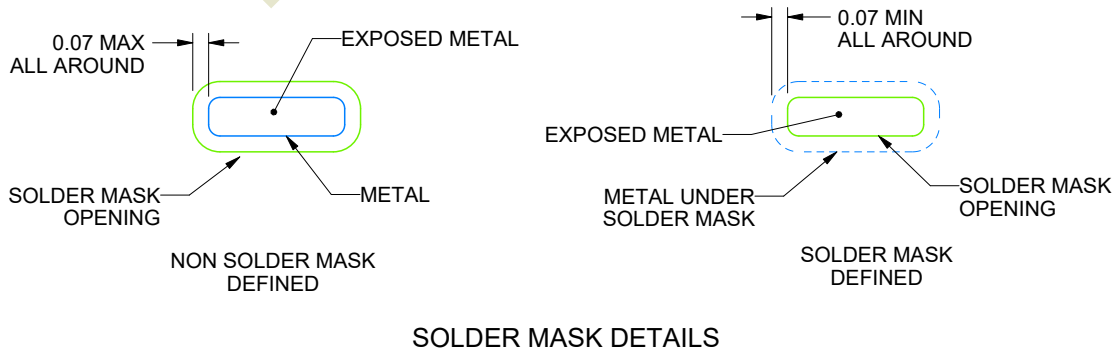 0.07 MAX
ALL AROUND
EXPOSED METAL
SOLDER MASK
OPENING
METAL
NON SOLDER MASK
DEFINED
0.07 MIN
ALL AROUND
EXPOSED METAL
METAL UNDER
SOLDER MASK
SOLDER MASK
OPENING
SOLDER MASK
DEFINED
SOLDER MASK DETAILS